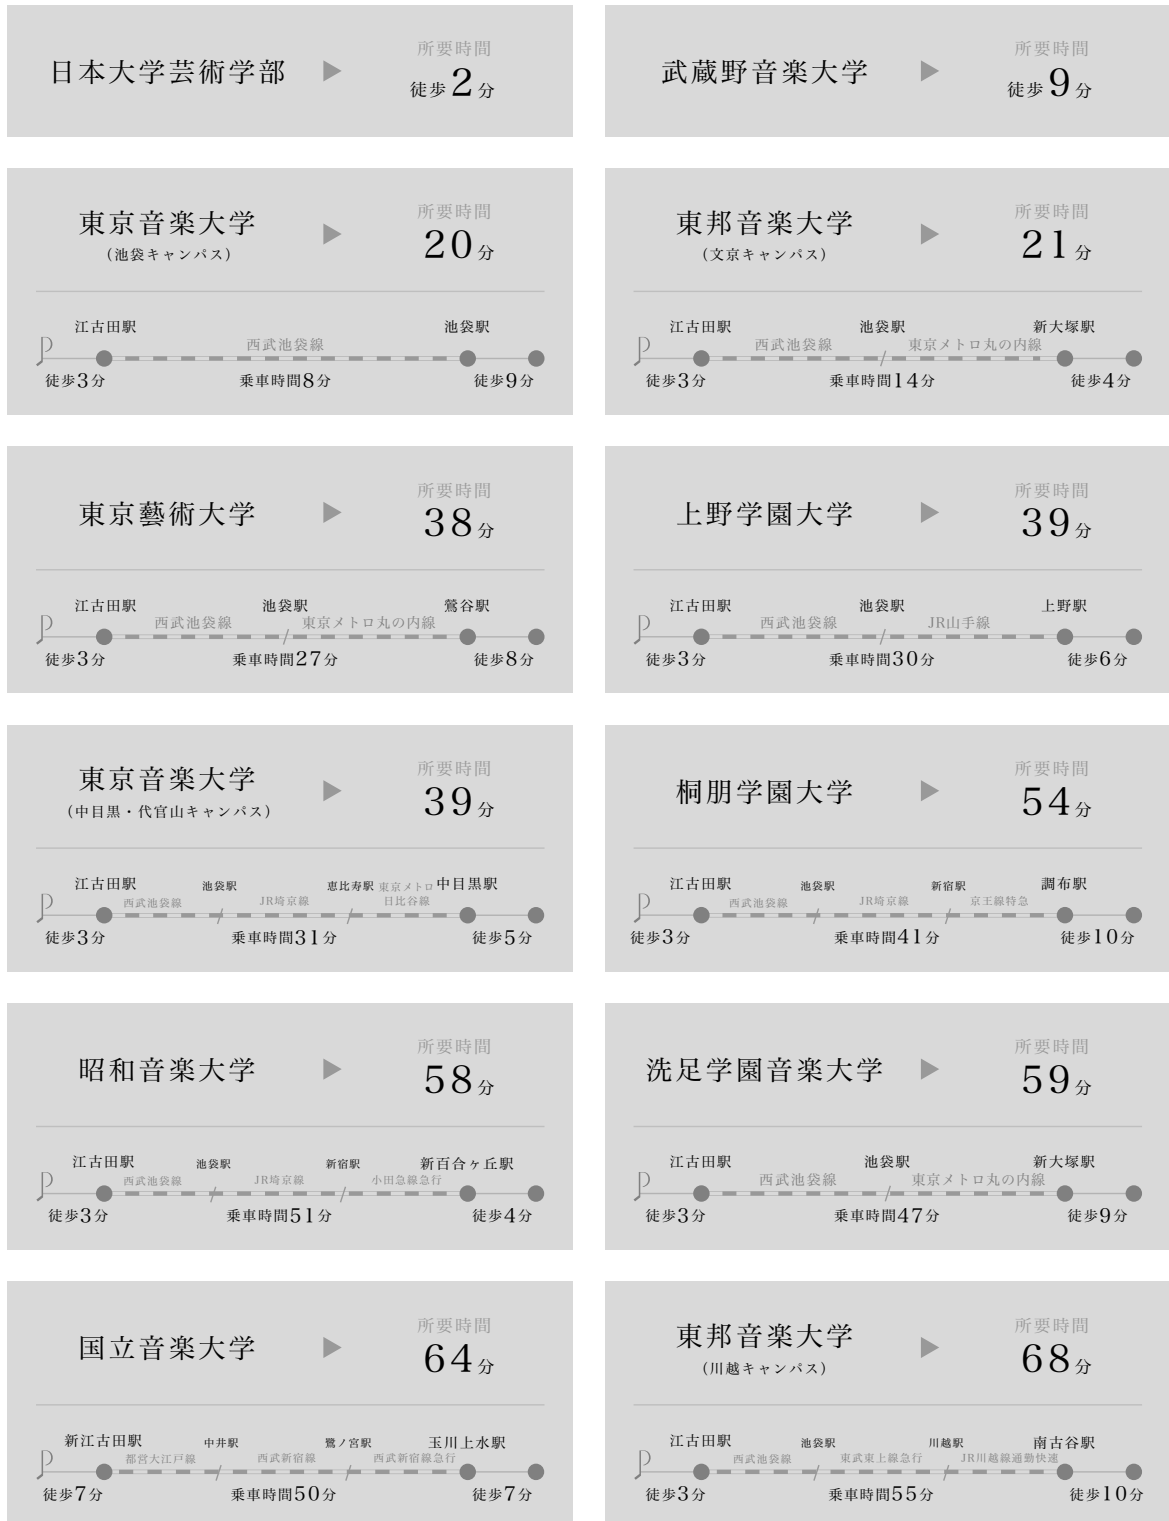 日本大学芸術学部
所要時間
徒歩2分
武蔵野音楽大学
所要時間
徒歩9分
東京音楽大学
(池袋キャンパス)
所要時間
20分
江古田駅 池袋駅
西武池袋線
徒歩3分 乗車時間8分 徒歩9分
東邦音楽大学
(文京キャンパス)
所要時間
21分
江古田駅 池袋駅 新大塚駅
西武池袋線 東京メトロ丸の内線
徒歩3分 乗車時間14分 徒歩4分
東京藝術大学
所要時間
38分
江古田駅 池袋駅 鶯谷駅
西武池袋線 東京メトロ丸の内線
徒歩3分 乗車時間27分 徒歩8分
上野学園大学
所要時間
39分
江古田駅 池袋駅 上野駅
西武池袋線 JR山手線
徒歩3分 乗車時間30分 徒歩6分
東京音楽大学
(中目黒・代官山キャンパス)
所要時間
39分
江古田駅 池袋駅 恵比寿駅 東京メトロ 中目黒駅
西武池袋線 JR埼京線 日比谷線
徒歩3分 乗車時間31分 徒歩5分
桐朋学園大学
所要時間
54分
江古田駅 池袋駅 新宿駅 調布駅
西武池袋線 JR埼京線 京王線特急
徒歩3分 乗車時間41分 徒歩10分
昭和音楽大学
所要時間
58分
江古田駅 池袋駅 新宿駅 新百合ヶ丘駅
西武池袋線 JR埼京線 小田急線急行
徒歩3分 乗車時間51分 徒歩4分
洗足学園音楽大学
所要時間
59分
江古田駅 池袋駅 新大塚駅
西武池袋線 東京メトロ丸の内線
徒歩3分 乗車時間47分 徒歩9分
国立音楽大学
所要時間
64分
新江古田駅 中井駅 鷺ノ宮駅 玉川上水駅
都営大江戸線 西武新宿線 西武新宿線急行
徒歩7分 乗車時間50分 徒歩7分
東邦音楽大学
(川越キャンパス)
所要時間
68分
江古田駅 池袋駅 川越駅 南古谷駅
西武池袋線 東武東上線急行 JR川越線通勤快速
徒歩3分 乗車時間55分 徒歩10分